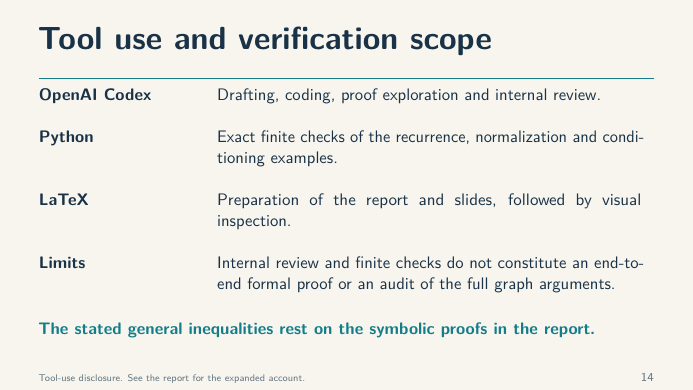 Tool use and verification scope
OpenAI Codex Drafting, coding, proof exploration and internal review.
Python Exact finite checks of the recurrence, normalization and condi-
tioning examples.
LaTeX Preparation of the report and slides, followed by visual
inspection.
Limits Internal review and finite checks do not constitute an end-to-
end formal proof or an audit of the full graph arguments.
The stated general inequalities rest on the symbolic proofs in the report.
Tool-use disclosure. See the report for the expanded account. 14